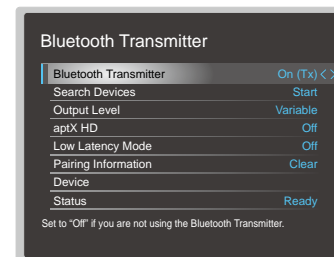 Bluetooth Transmitter
Bluetooth Transmitter On (Tx) < >
Search Devices Start
Output Level Variable
aptX HD Off
Low Latency Mode Off
Pairing Information Clear
Device
Status Ready
Set to "Off" if you are not using the Bluetooth Transmitter.